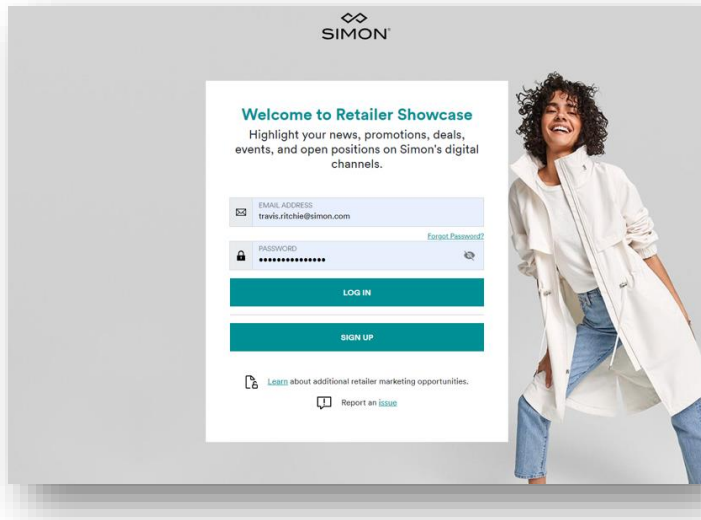 SIMON®
Welcome to Retailer Showcase
Highlight your news, promotions, deals,
events, and open positions on Simon's digital
channels.
EMAIL ADDRESS
travis.ritchie@simon.com
Forgot Password?
PASSWORD
•••••••••••••••
LOG IN
SIGN UP
Learn about additional retailer marketing opportunities.
Report an issue